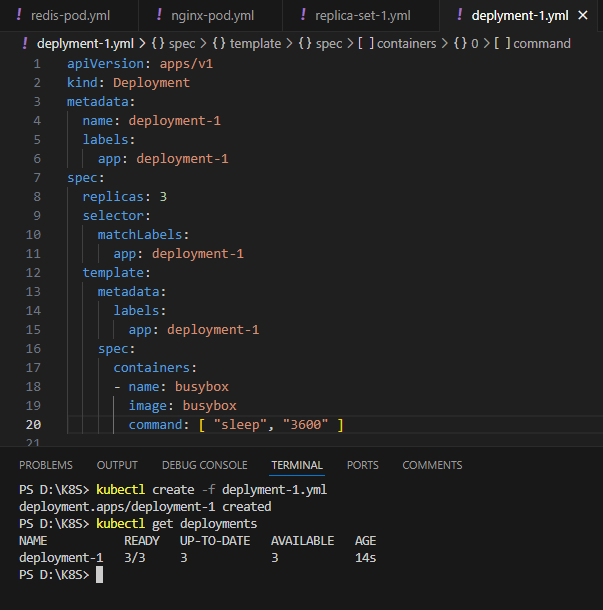 ! redis-pod.yml ! nginx-pod.yml ! replica-set-1.yml ! deplyment-1.yml
! deplyment-1.yml > {} spec > {} template > {} spec > [ ] containers > {} 0 > [ ] command
1 apiVersion: apps/v1
2 kind: Deployment
3 metadata:
4   name: deployment-1
5   labels:
6     app: deployment-1
7 spec:
8   replicas: 3
9   selector:
10     matchLabels:
11       app: deployment-1
12   template:
13     metadata:
14       labels:
15         app: deployment-1
16     spec:
17       containers:
18       - name: busybox
19         image: busybox
20         command: [ "sleep", "3600" ]
21
PROBLEMS OUTPUT DEBUG CONSOLE TERMINAL PORTS COMMENTS
PS D:\K8S> kubectl create -f deplyment-1.yml
deployment.apps/deployment-1 created
PS D:\K8S> kubectl get deployments
NAME READY UP-TO-DATE AVAILABLE AGE
deployment-1 3/3 3 3 14s
PS D:\K8S>